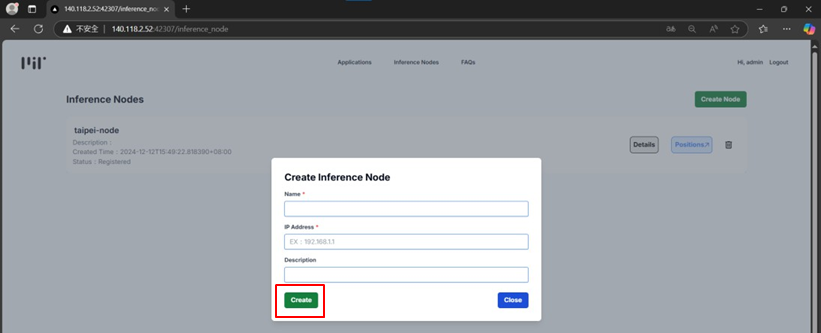 140.118.2.52:42307/inference_node
不安全 140.118.2.52:42307/inference_node
Applications Inference Nodes FAQs Hi, admin Logout
Inference Nodes
Create Node
taipei-node
Description :
Created Time : 2024-12-12T15:49:22.818390+08:00
Status : Registered
Details Positions
Create Inference Node
Name *
IP Address *
EX : 192.168.1.1
Description
Create Close